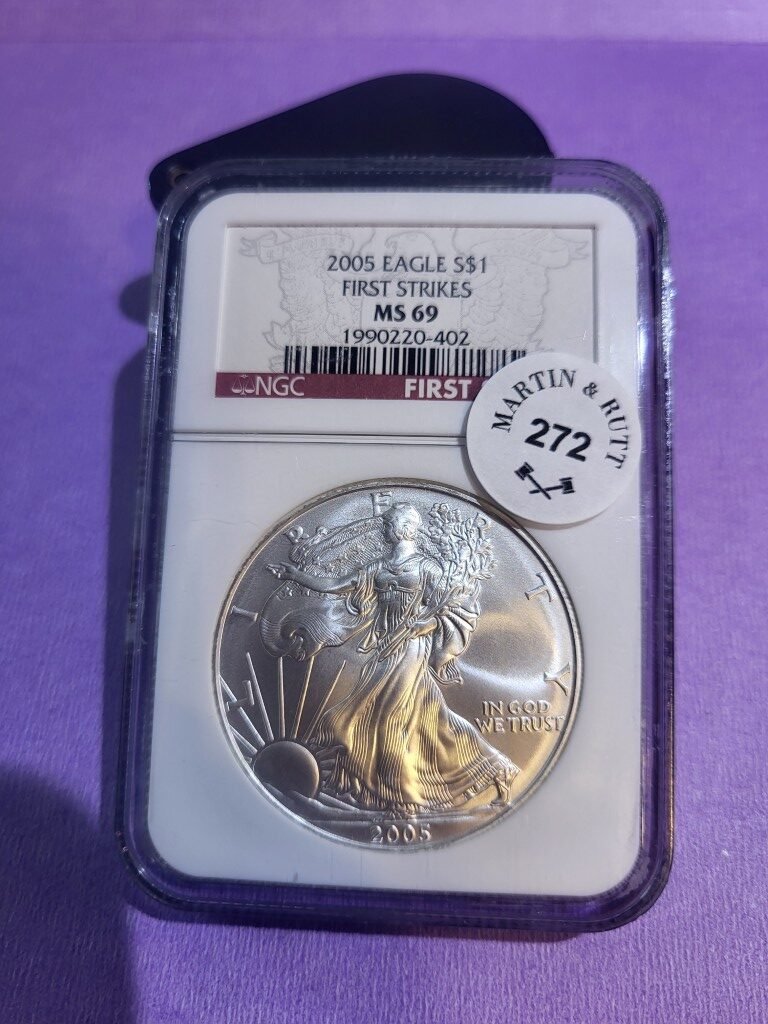 2005 EAGLE S$1
FIRST STRIKES
MS 69
1990220-402
NGC FIRST
MARTIN & RUTT
272
LIBERTY
IN GOD
WE TRUST
2005